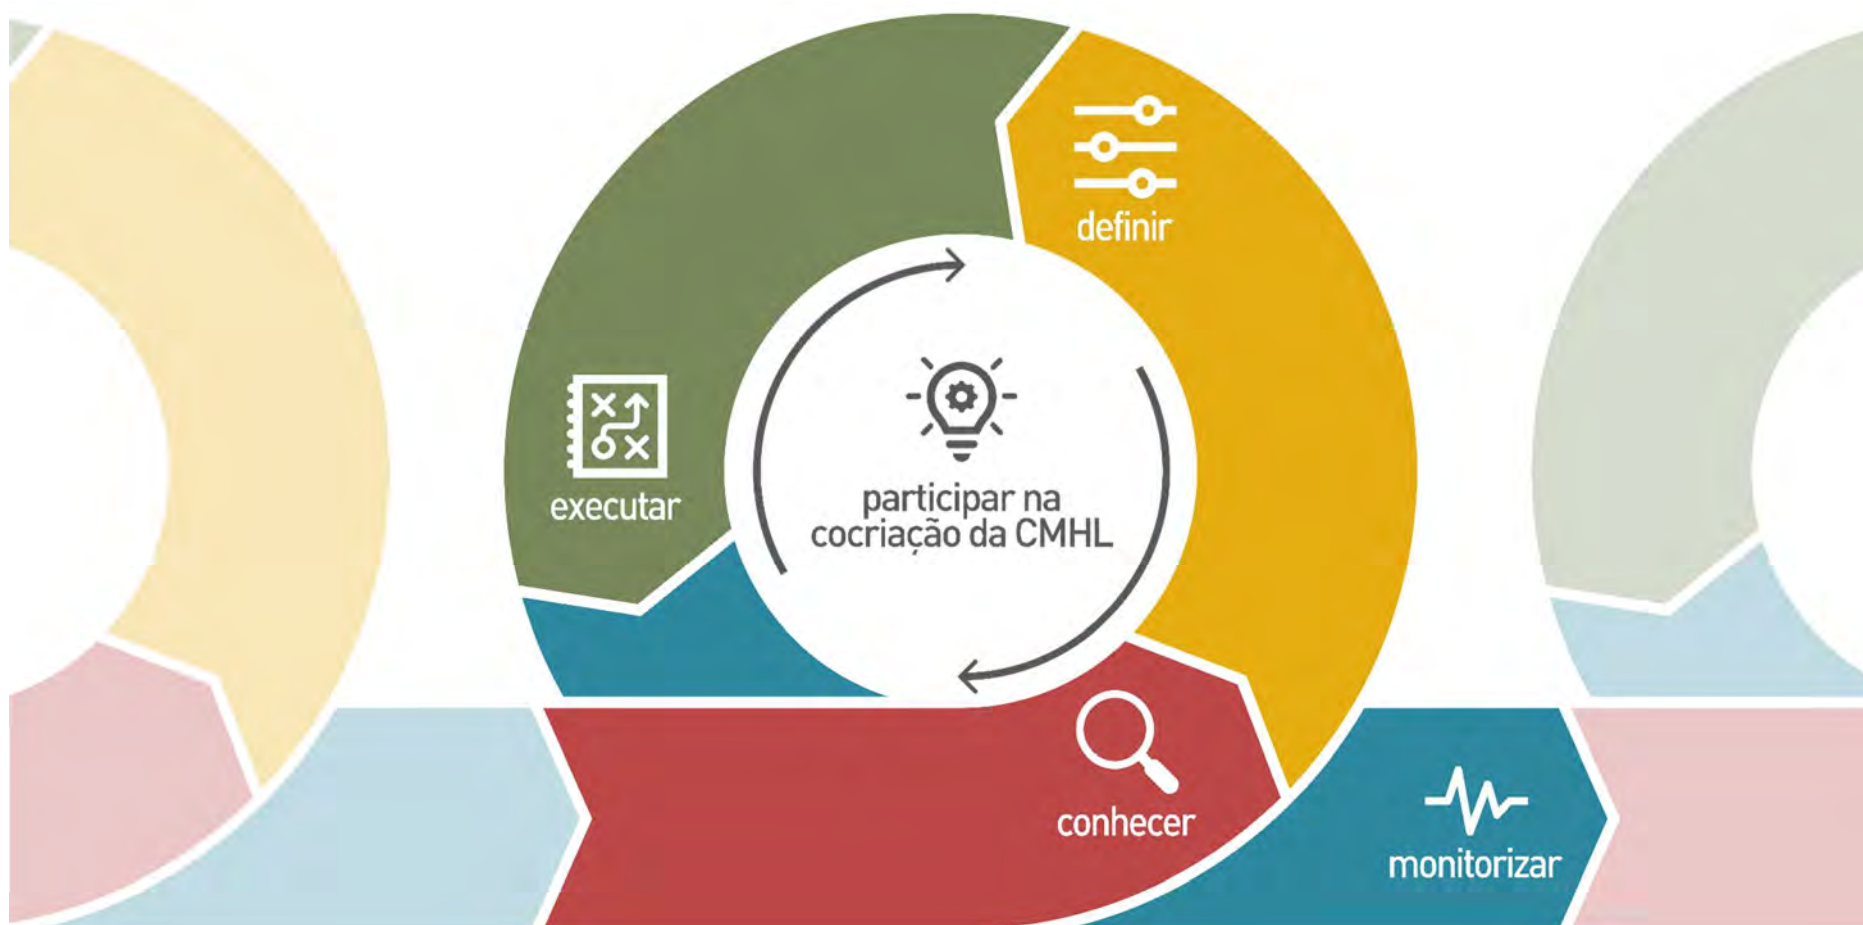 definir
executar
participar na
cocriação da CMHL
conhecer
monitorizar